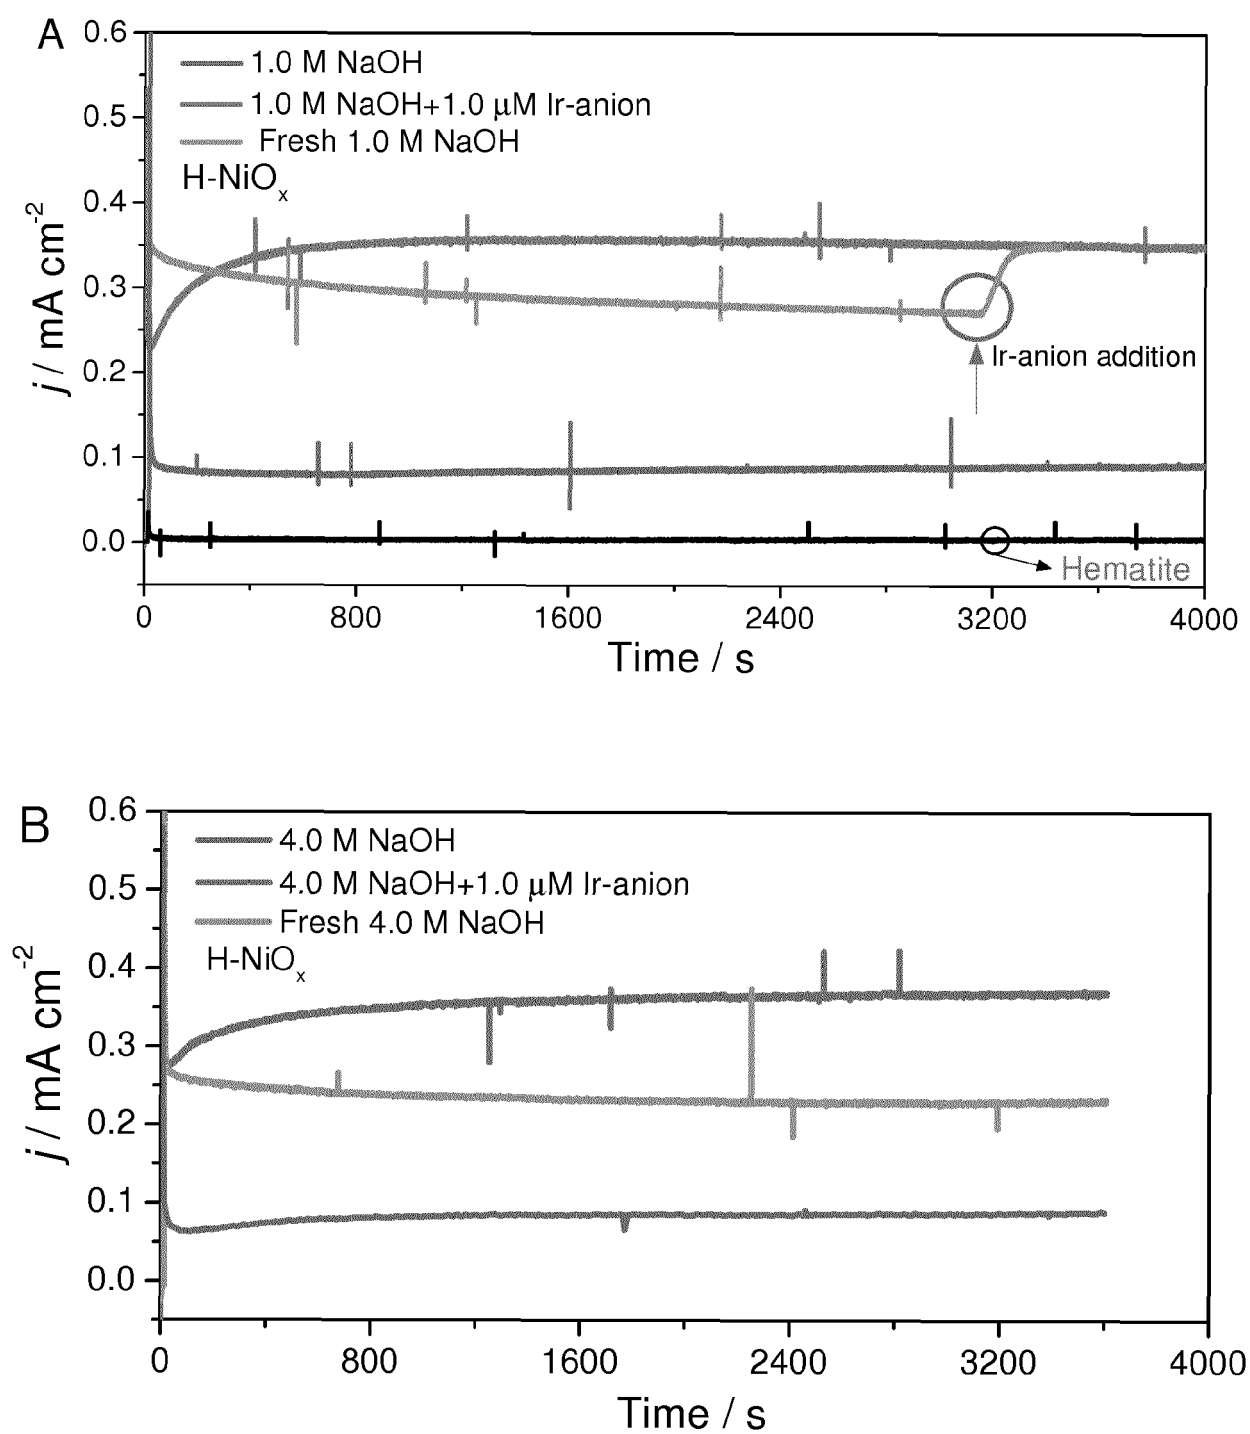 A
0.6
1.0 M NaOH
0.5
1.0 M NaOH+1.0 μM Ir-anion
Fresh 1.0 M NaOH
H-NiOx
0.4
0.3
j / mA cm-2
Ir-anion addition
0.2
0.1
0.0
Hematite
0 800 1600 2400 3200 4000
Time / s
B
0.6
4.0 M NaOH
0.5
4.0 M NaOH+1.0 μM Ir-anion
Fresh 4.0 M NaOH
H-NiOx
0.4
0.3
j / mA cm-2
0.2
0.1
0.0
0 800 1600 2400 3200 4000
Time / s